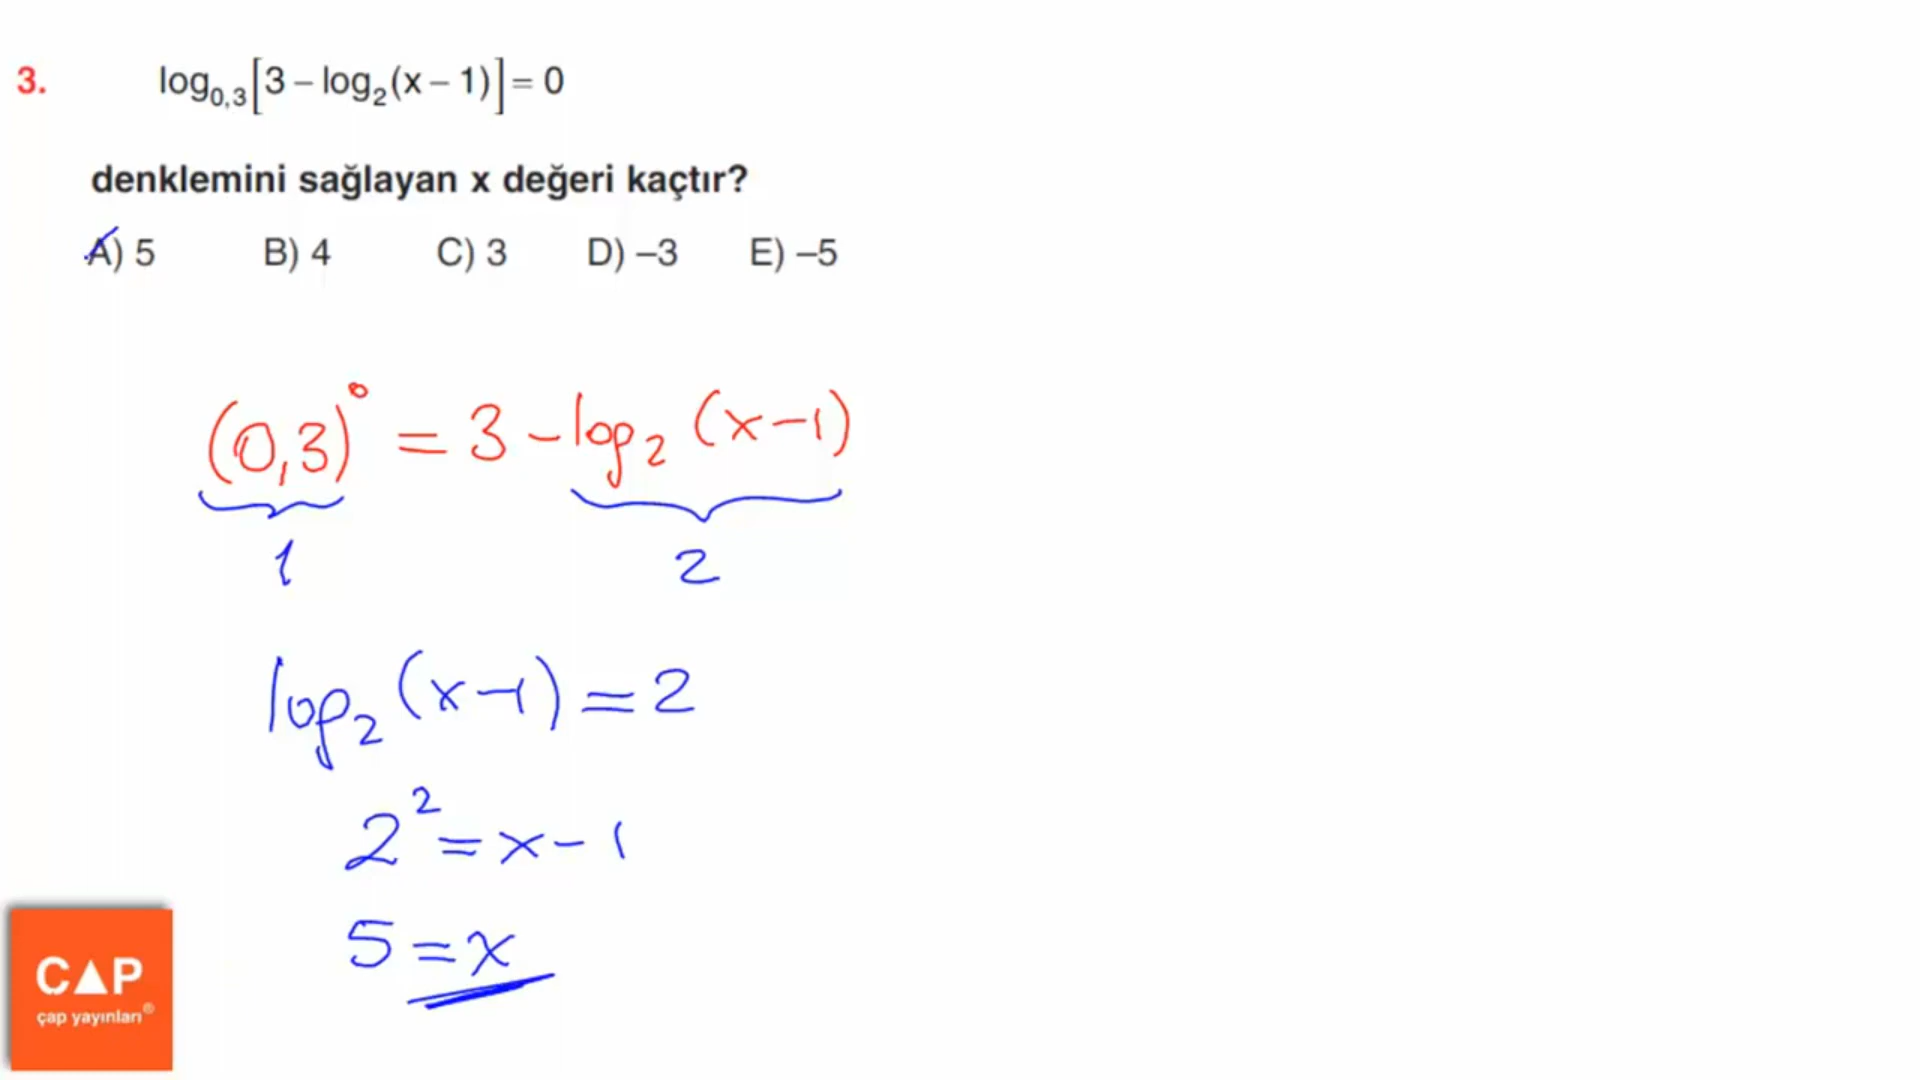 3. log₀,₃[3 – log₂(x – 1)] = 0
denklemini sağlayan x değeri kaçtır?
A) 5 B) 4 C) 3 D) –3 E) –5
(0,3)⁰ = 3 – log₂ (x – 1)
1 2
log₂ (x – 1) = 2
2² = x – 1
5 = x
CAP
çap yayınları®